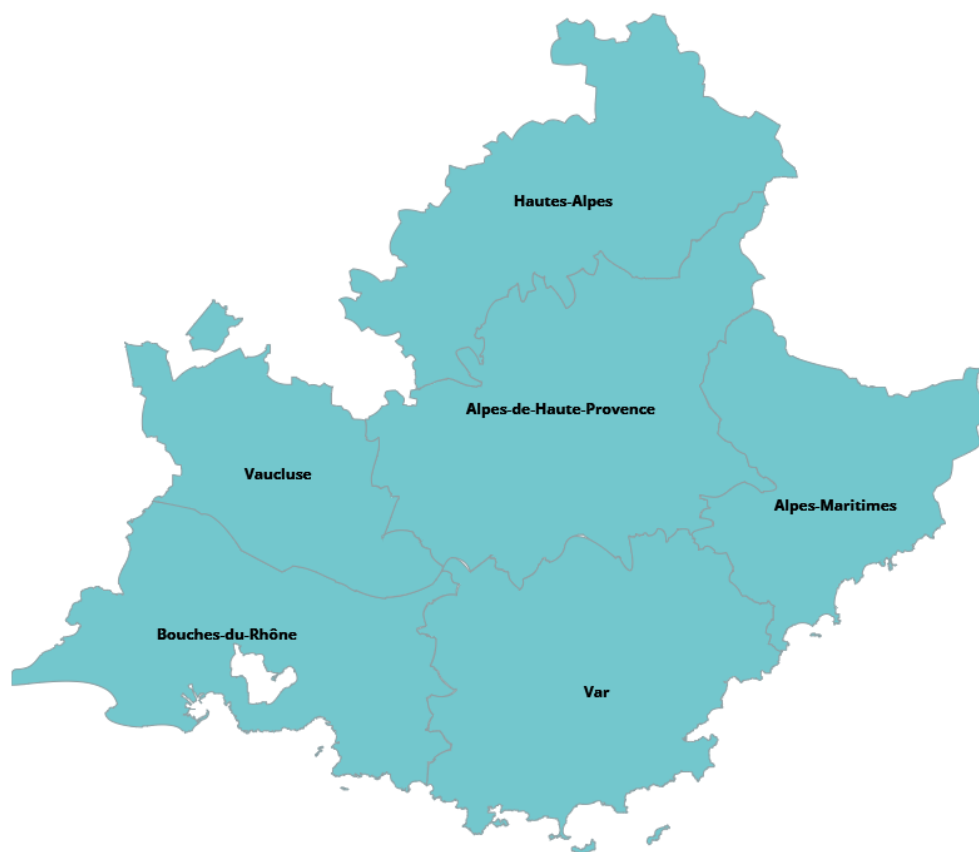 Hautes-Alpes
Alpes-de-Haute-Provence
Vaucluse
Alpes-Maritimes
Bouches-du-Rhône
Var